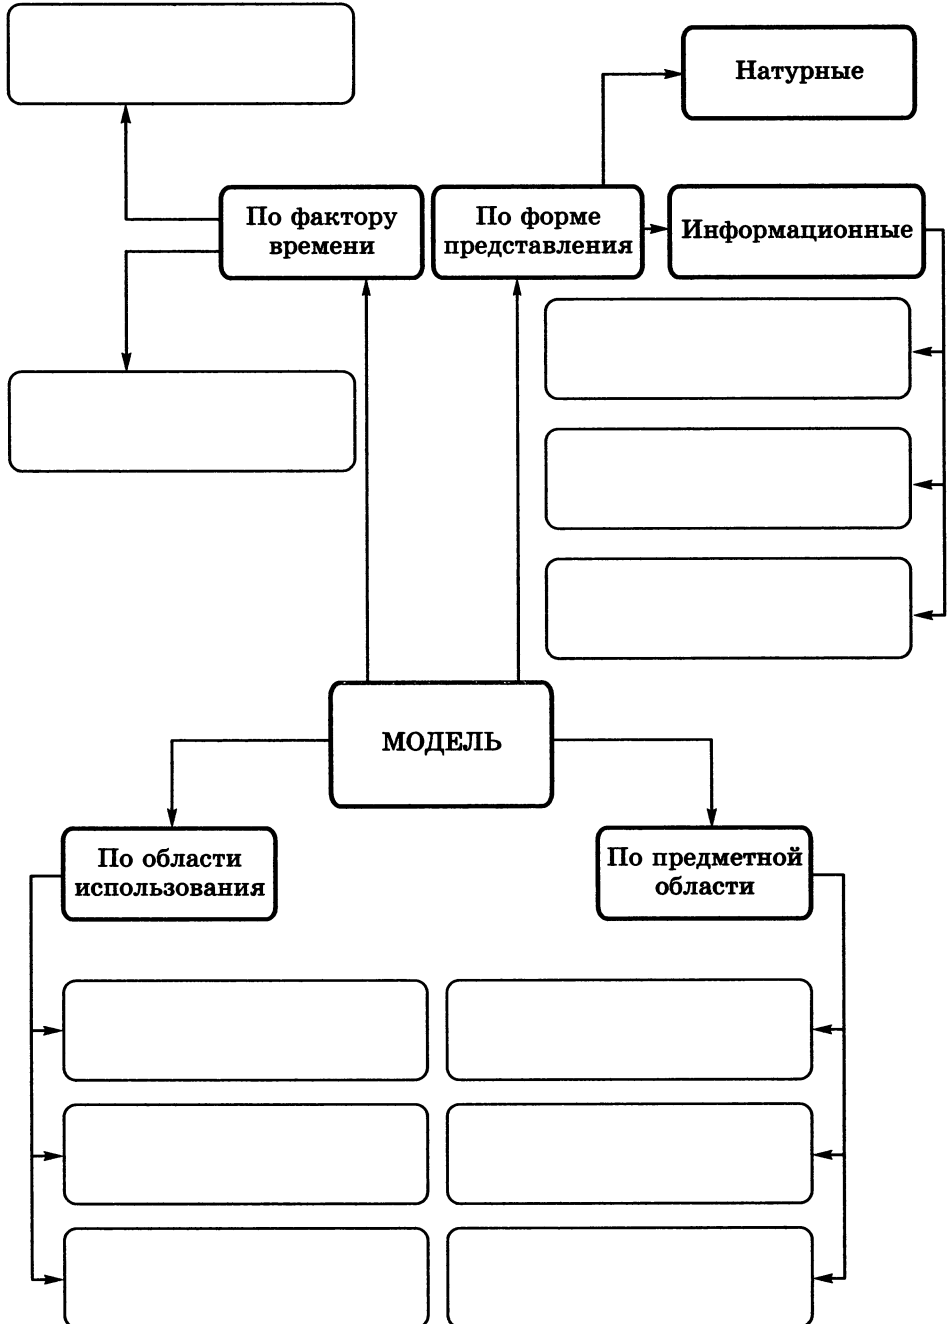 Натурные
По фактору
времени
По форме
представления
Информационные
МОДЕЛЬ
По области
использования
По предметной
области